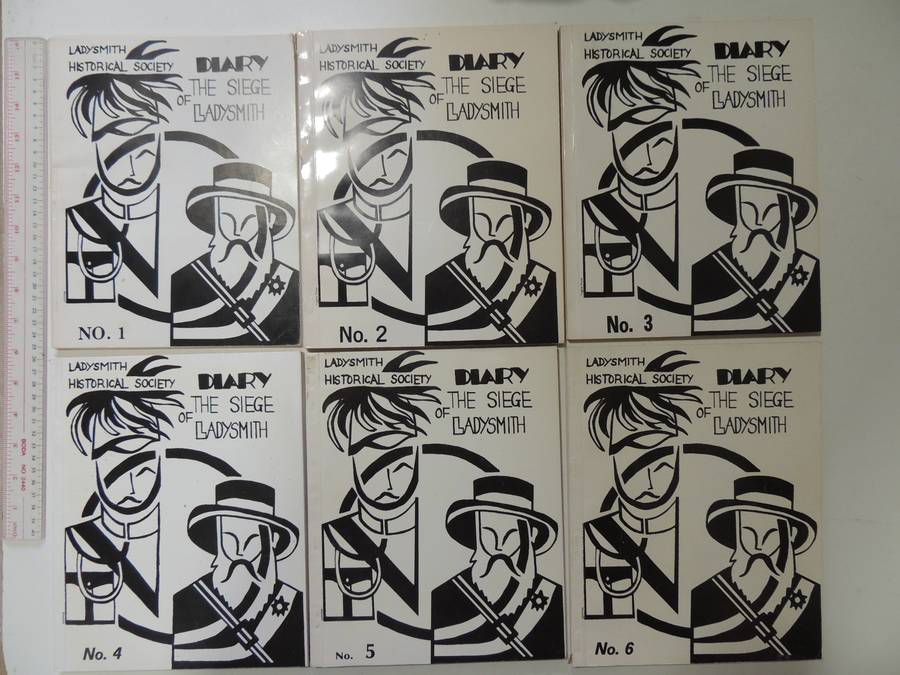 LADYSMITH
HISTORICAL SOCIETY
DIARY
THE SIEGE
OF
LADYSMITH
NO. 1
LADYSMITH
HISTORICAL SOCIETY
DIARY
THE SIEGE
OF
LADYSMITH
No. 2
LADYSMITH
HISTORICAL SOCIETY
DIARY
THE SIEGE
OF
LADYSMITH
No. 3
LADYSMITH
HISTORICAL SOCIETY
DIARY
THE SIEGE
OF
LADYSMITH
No. 4
LADYSMITH
HISTORICAL SOCIETY
DIARY
THE SIEGE
OF
LADYSMITH
No. 5
LADYSMITH
HISTORICAL SOCIETY
DIARY
THE SIEGE
OF
LADYSMITH
No. 6